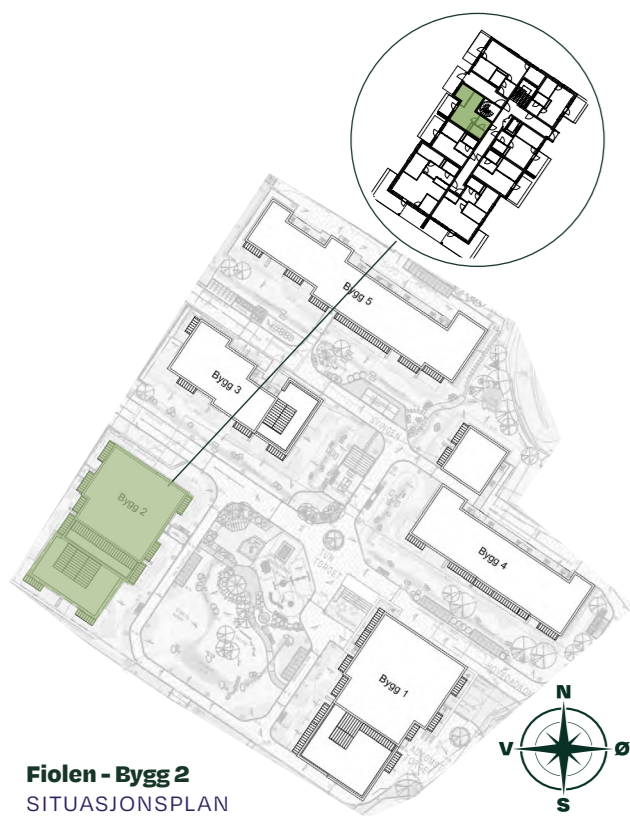 Bygg 5
Bygg 3
Bygg 2
Bygg 4
Bygg 1
N
V
Ø
S
Fiolen - Bygg 2
SITUASJONSPLAN